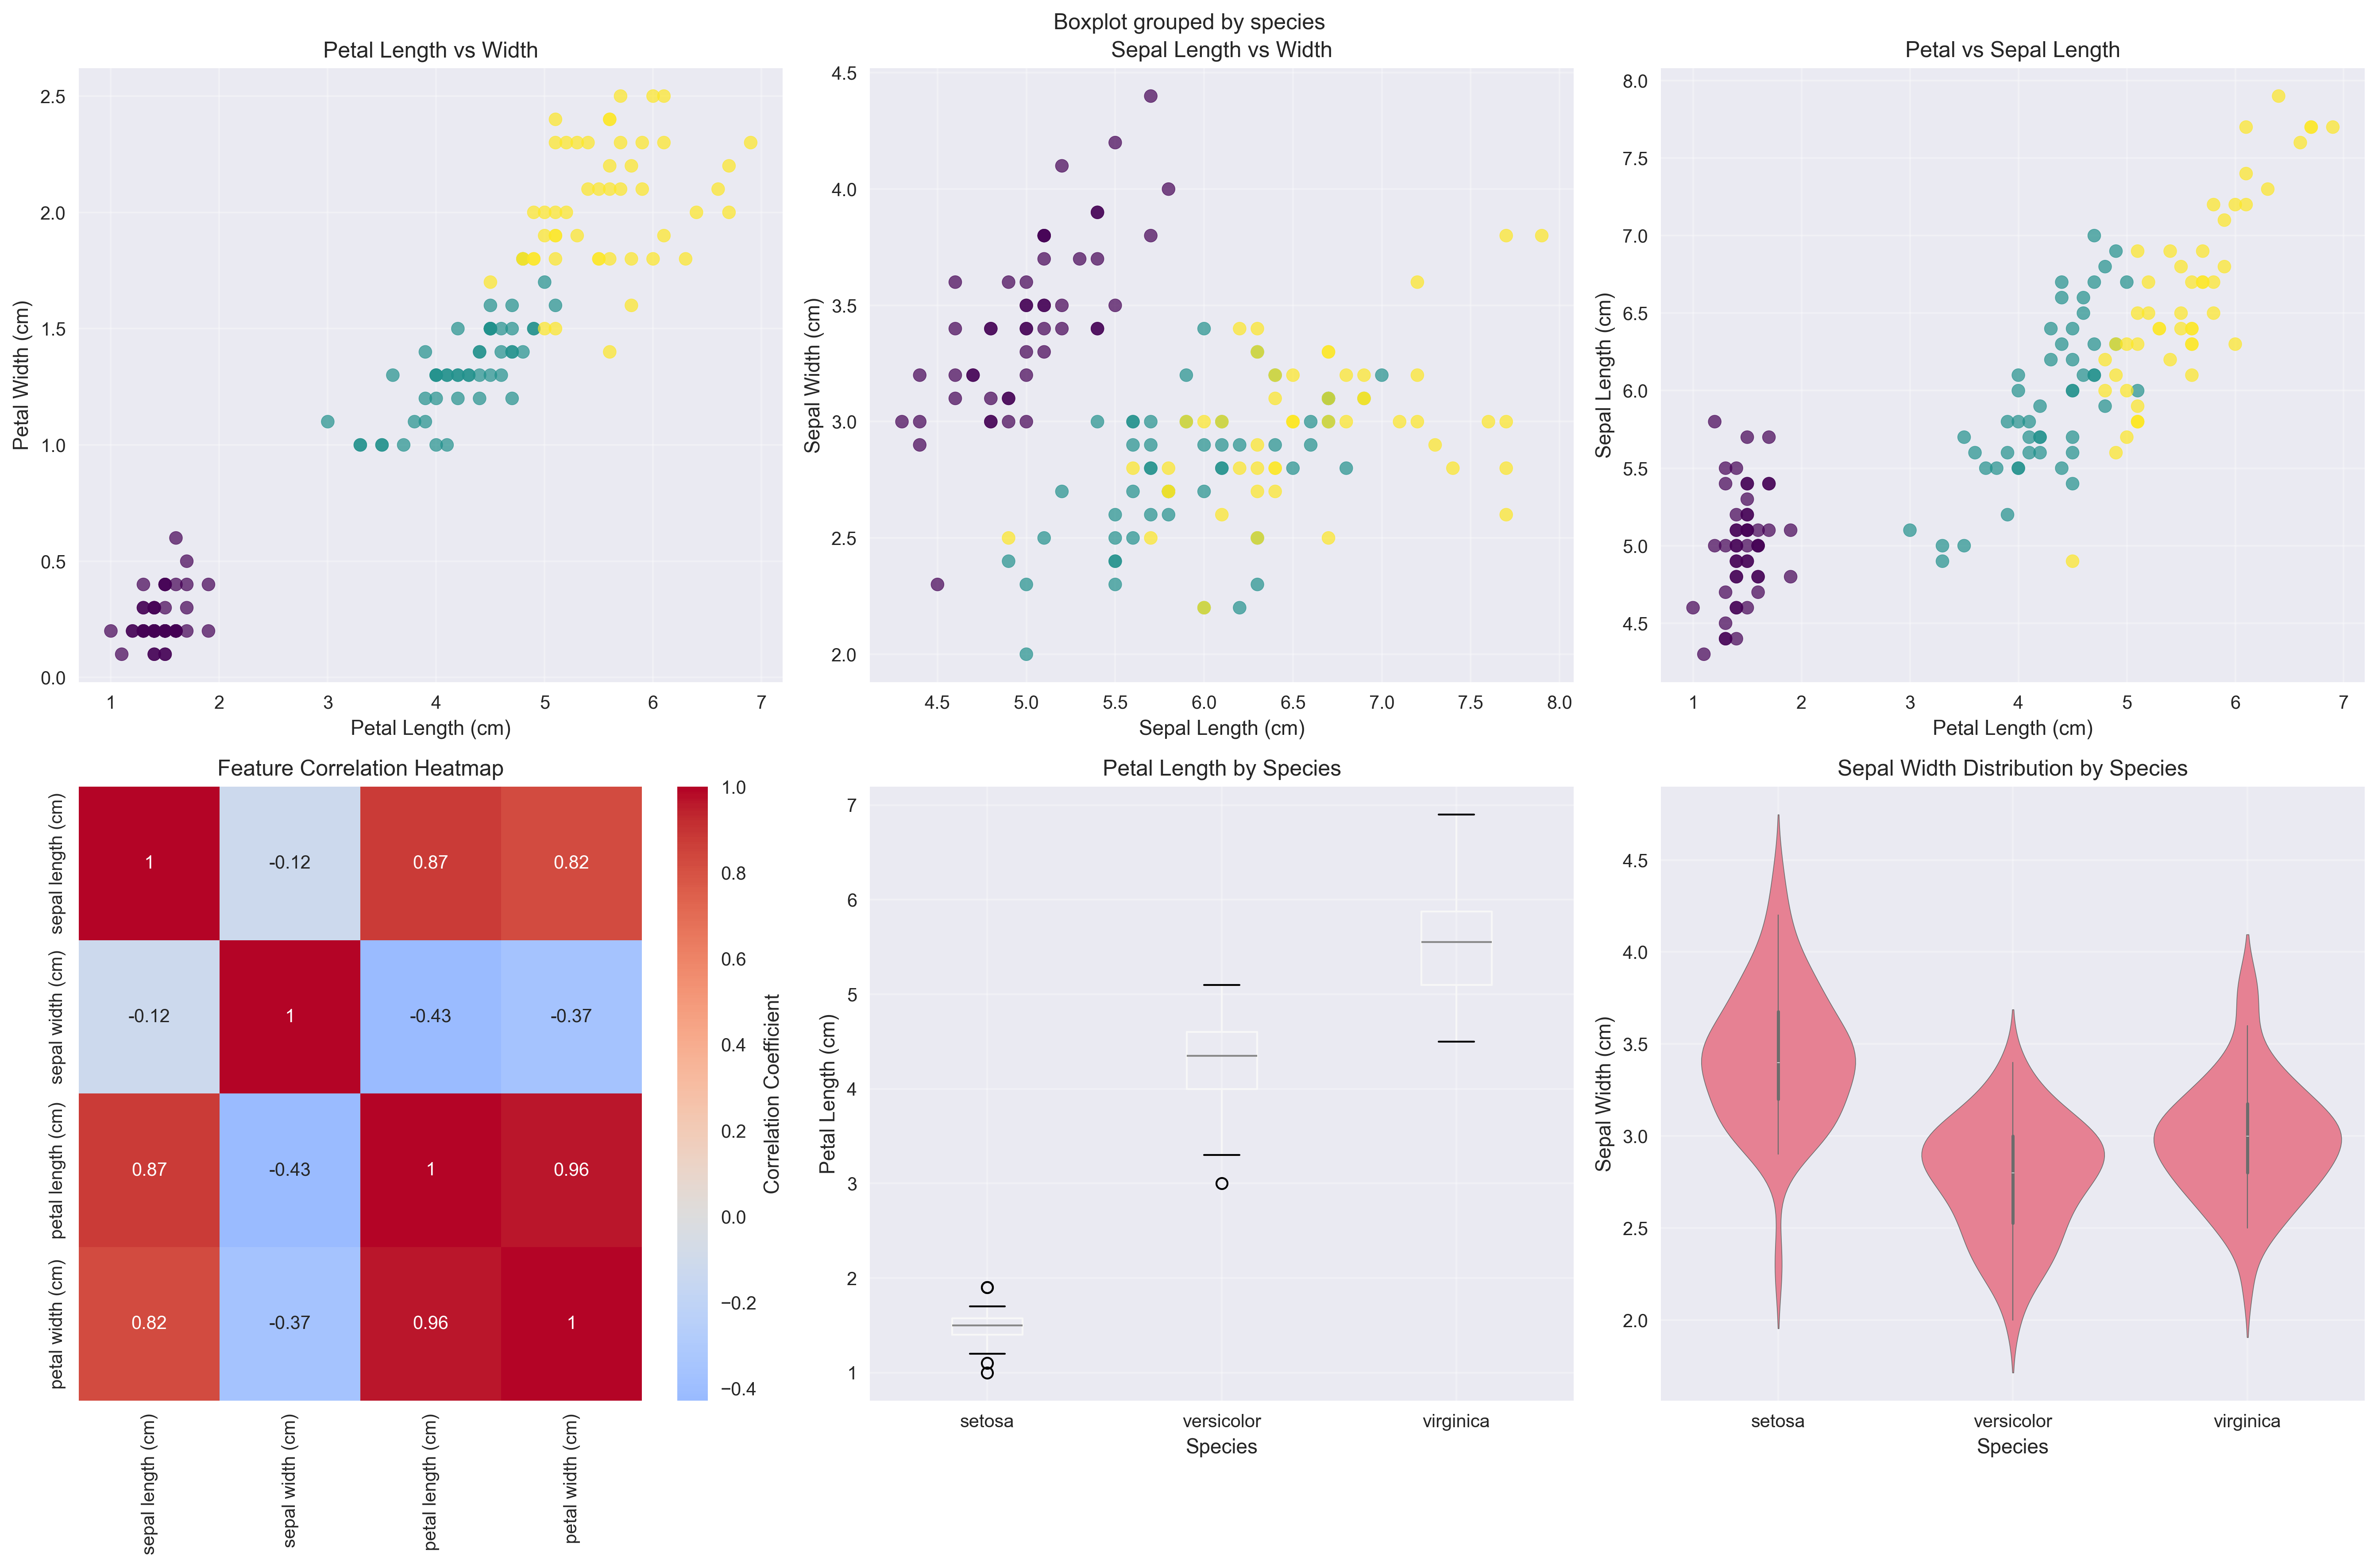 Boxplot grouped by species
Petal Length vs Width
2.5
2.0
1.5
1.0
0.5
0.0
Petal Width (cm)
1 2 3 4 5 6 7
Petal Length (cm)
Sepal Length vs Width
4.5
4.0
3.5
3.0
2.5
2.0
Sepal Width (cm)
4.5 5.0 5.5 6.0 6.5 7.0 7.5 8.0
Sepal Length (cm)
Petal vs Sepal Length
8.0
7.5
7.0
6.5
6.0
5.5
5.0
4.5
Sepal Length (cm)
1 2 3 4 5 6 7
Petal Length (cm)
Feature Correlation Heatmap
sepal length (cm)
1 -0.12 0.87 0.82
sepal width (cm)
-0.12 1 -0.43 -0.37
petal length (cm)
0.87 -0.43 1 0.96
petal width (cm)
0.82 -0.37 0.96 1
sepal length (cm)
sepal width (cm)
petal length (cm)
petal width (cm)
1.0
0.8
0.6
0.4
0.2
0.0
−0.2
−0.4
Correlation Coefficient
Petal Length by Species
7
6
5
4
3
2
1
Petal Length (cm)
setosa versicolor virginica
Species
Sepal Width Distribution by Species
4.5
4.0
3.5
3.0
2.5
2.0
Sepal Width (cm)
setosa versicolor virginica
Species